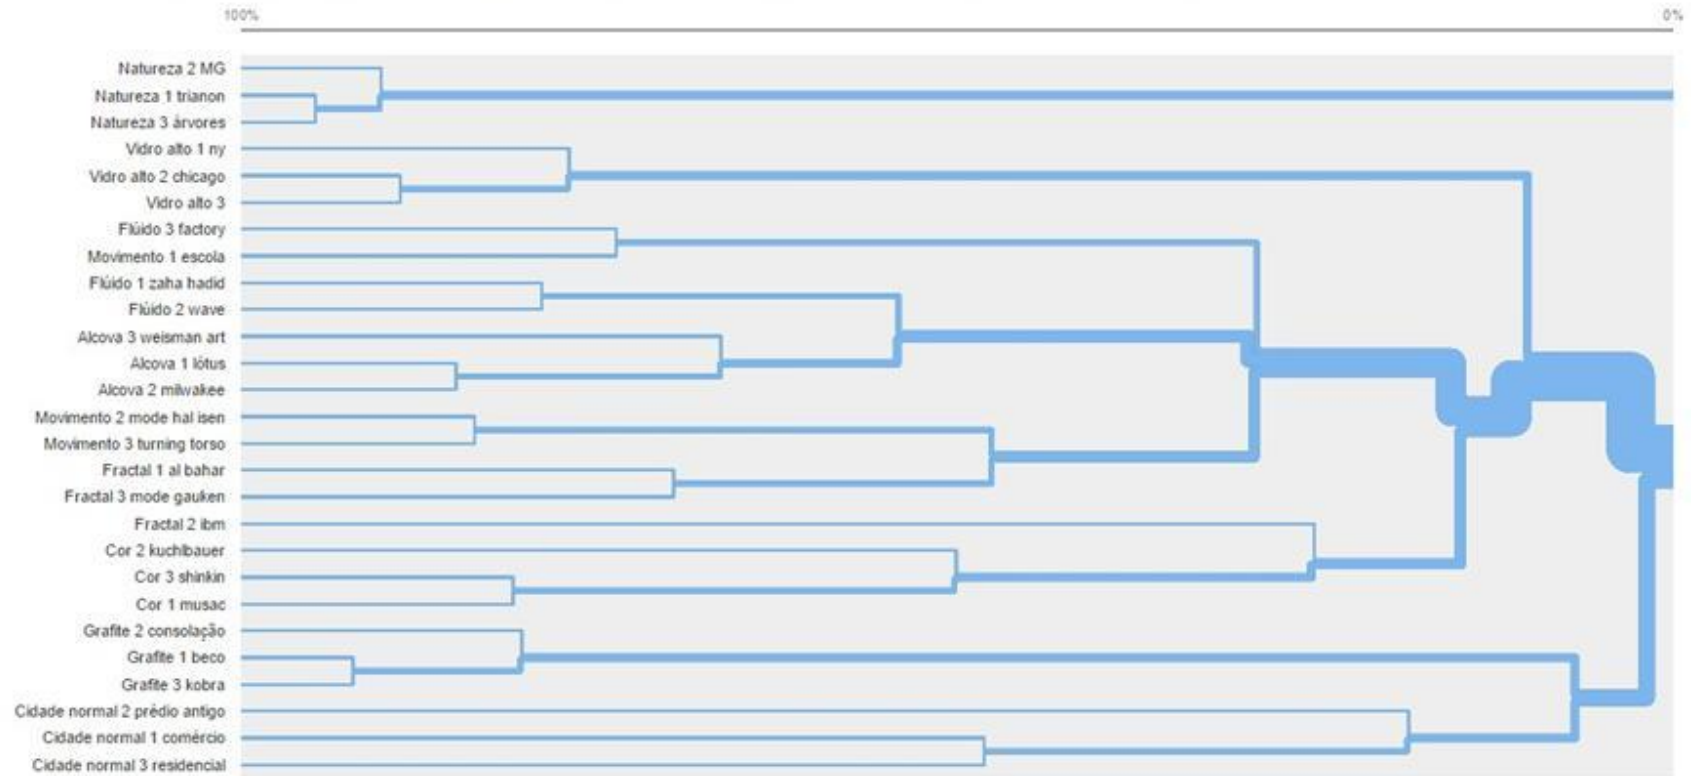 100% 0%
Natureza 2 MG
Natureza 1 trianon
Natureza 3 árvores
Vidro alto 1 ny
Vidro alto 2 chicago
Vidro alto 3
Flúido 3 factory
Movimento 1 escola
Flúido 1 zaha hadid
Flúido 2 wave
Alcova 3 weisman art
Alcova 1 lótus
Alcova 2 milwakee
Movimento 2 mode hal isen
Movimento 3 turning torso
Fractal 1 al bahar
Fractal 3 mode gauken
Fractal 2 ibm
Cor 2 kuchlbauer
Cor 3 shinkin
Cor 1 musac
Grafite 2 consolação
Grafite 1 beco
Grafite 3 kobra
Cidade normal 2 prédio antigo
Cidade normal 1 comércio
Cidade normal 3 residencial